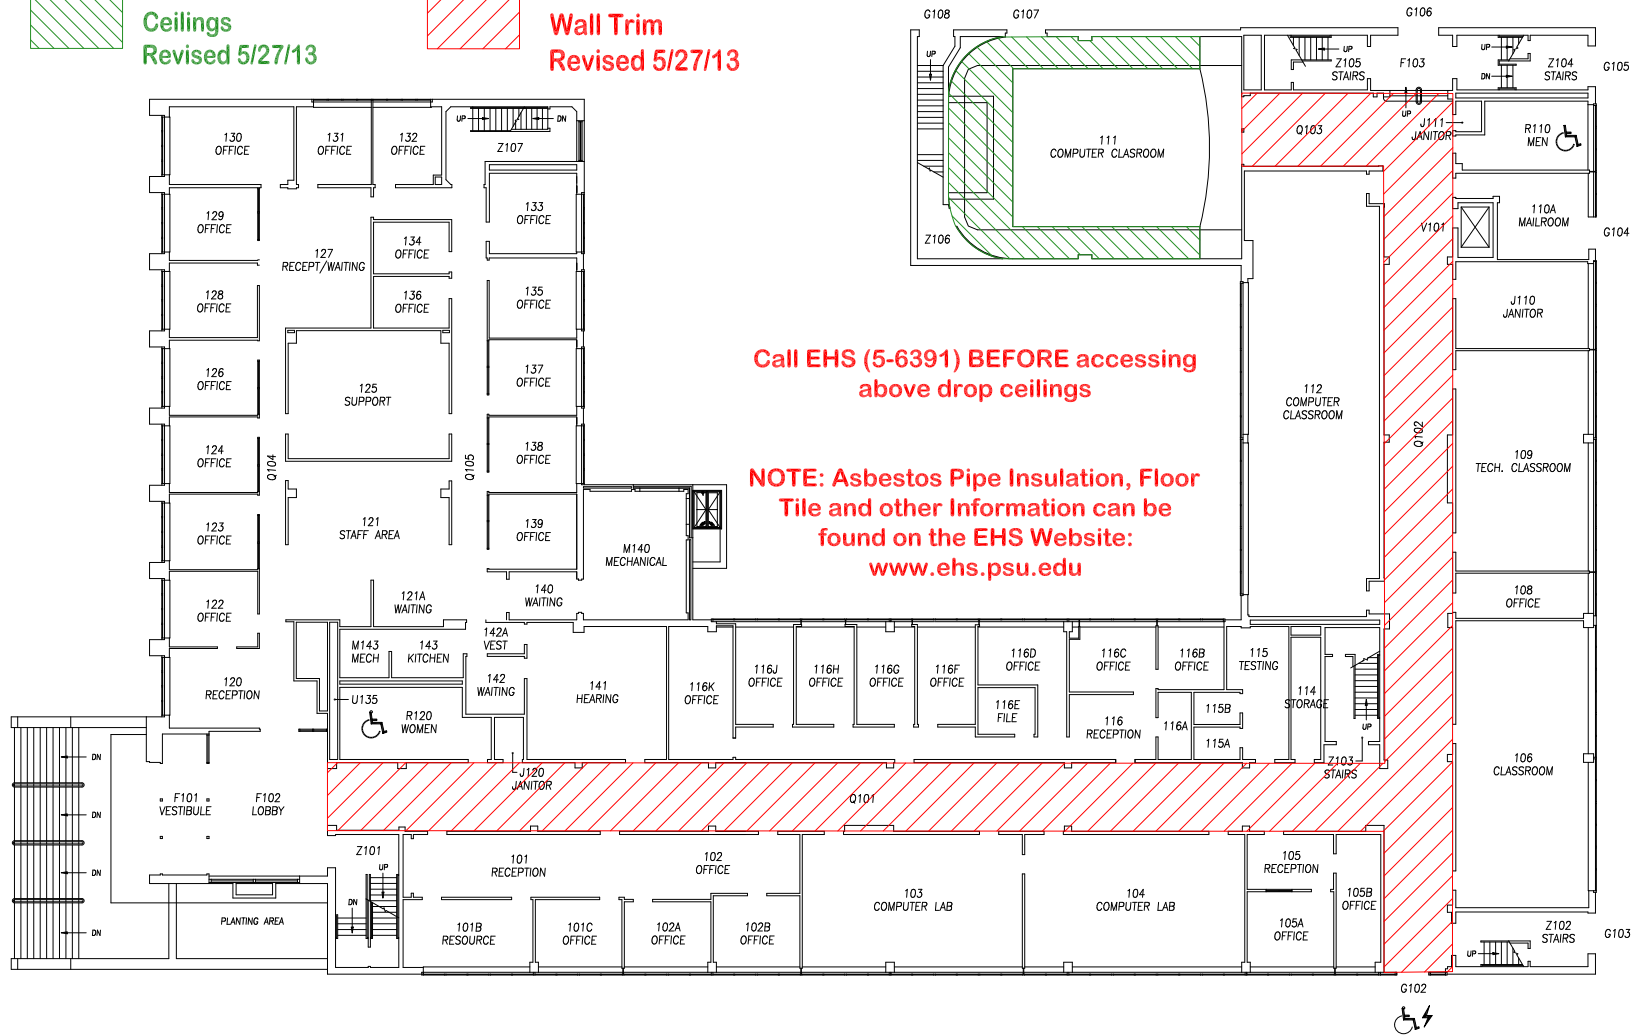 Ceilings
Revised 5/27/13
Wall Trim
Revised 5/27/13
G108
G107
G106
UP
UP
Z105
STAIRS
F103
UP
DN
Z104
STAIRS
G105
130
OFFICE
131
OFFICE
132
OFFICE
UP
DN
Z107
111
COMPUTER CLASROOM
Q103
UP
J111
JANITOR
R110
MEN
129
OFFICE
133
OFFICE
134
OFFICE
127
RECEPT/WAITING
Z106
V101
110A
MAILROOM
G104
128
OFFICE
136
OFFICE
135
OFFICE
J110
JANITOR
Call EHS (5-6391) BEFORE accessing
above drop ceilings
126
OFFICE
125
SUPPORT
137
OFFICE
112
COMPUTER
CLASSROOM
Q102
124
OFFICE
Q104
Q105
138
OFFICE
109
TECH. CLASSROOM
NOTE: Asbestos Pipe Insulation, Floor
Tile and other Information can be
found on the EHS Website:
www.ehs.psu.edu
123
OFFICE
121
STAFF AREA
139
OFFICE
M140
MECHANICAL
122
OFFICE
121A
WAITING
140
WAITING
108
OFFICE
142A
VEST
M143
MECH
143
KITCHEN
120
RECEPTION
U135
142
WAITING
141
HEARING
116K
OFFICE
116J
OFFICE
116H
OFFICE
116G
OFFICE
116F
OFFICE
116D
OFFICE
116C
OFFICE
116B
OFFICE
115
TESTING
116E
FILE
116
RECEPTION
116A
115B
115A
114
STORAGE
UP
Z103
STAIRS
R120
WOMEN
J120
JANITOR
106
CLASSROOM
DN
DN
DN
DN
F101
VESTIBULE
F102
LOBBY
Q101
Z101
UP
DN
101
RECEPTION
102
OFFICE
103
COMPUTER LAB
104
COMPUTER LAB
105
RECEPTION
105B
OFFICE
PLANTING AREA
101B
RESOURCE
101C
OFFICE
102A
OFFICE
102B
OFFICE
105A
OFFICE
UP
Z102
STAIRS
G103
G102